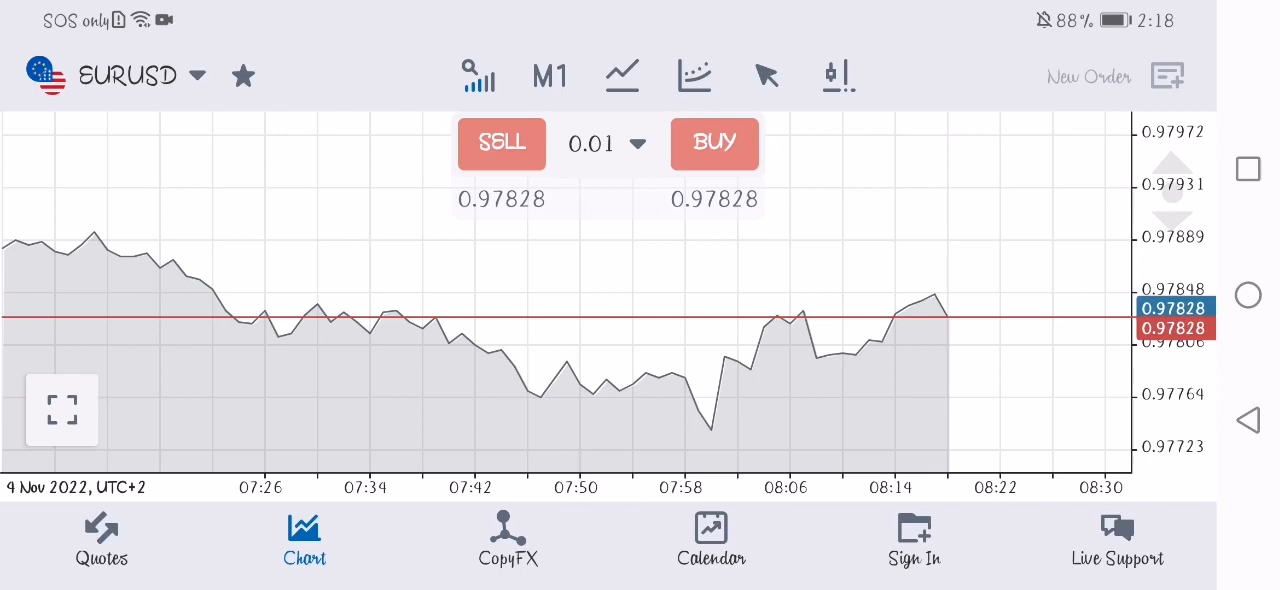 SOS only 88% 2:18
EURUSD M1 New Order
SELL 0.01 BUY
0.97828 0.97828
0.97972
0.97931
0.97889
0.97848
0.97828
0.97828
0.97806
0.97764
0.97723
4 Nov 2022, UTC+2 07:26 07:34 07:42 07:50 07:58 08:06 08:14 08:22 08:30
Quotes Chart CopyFX Calendar Sign In Live Support